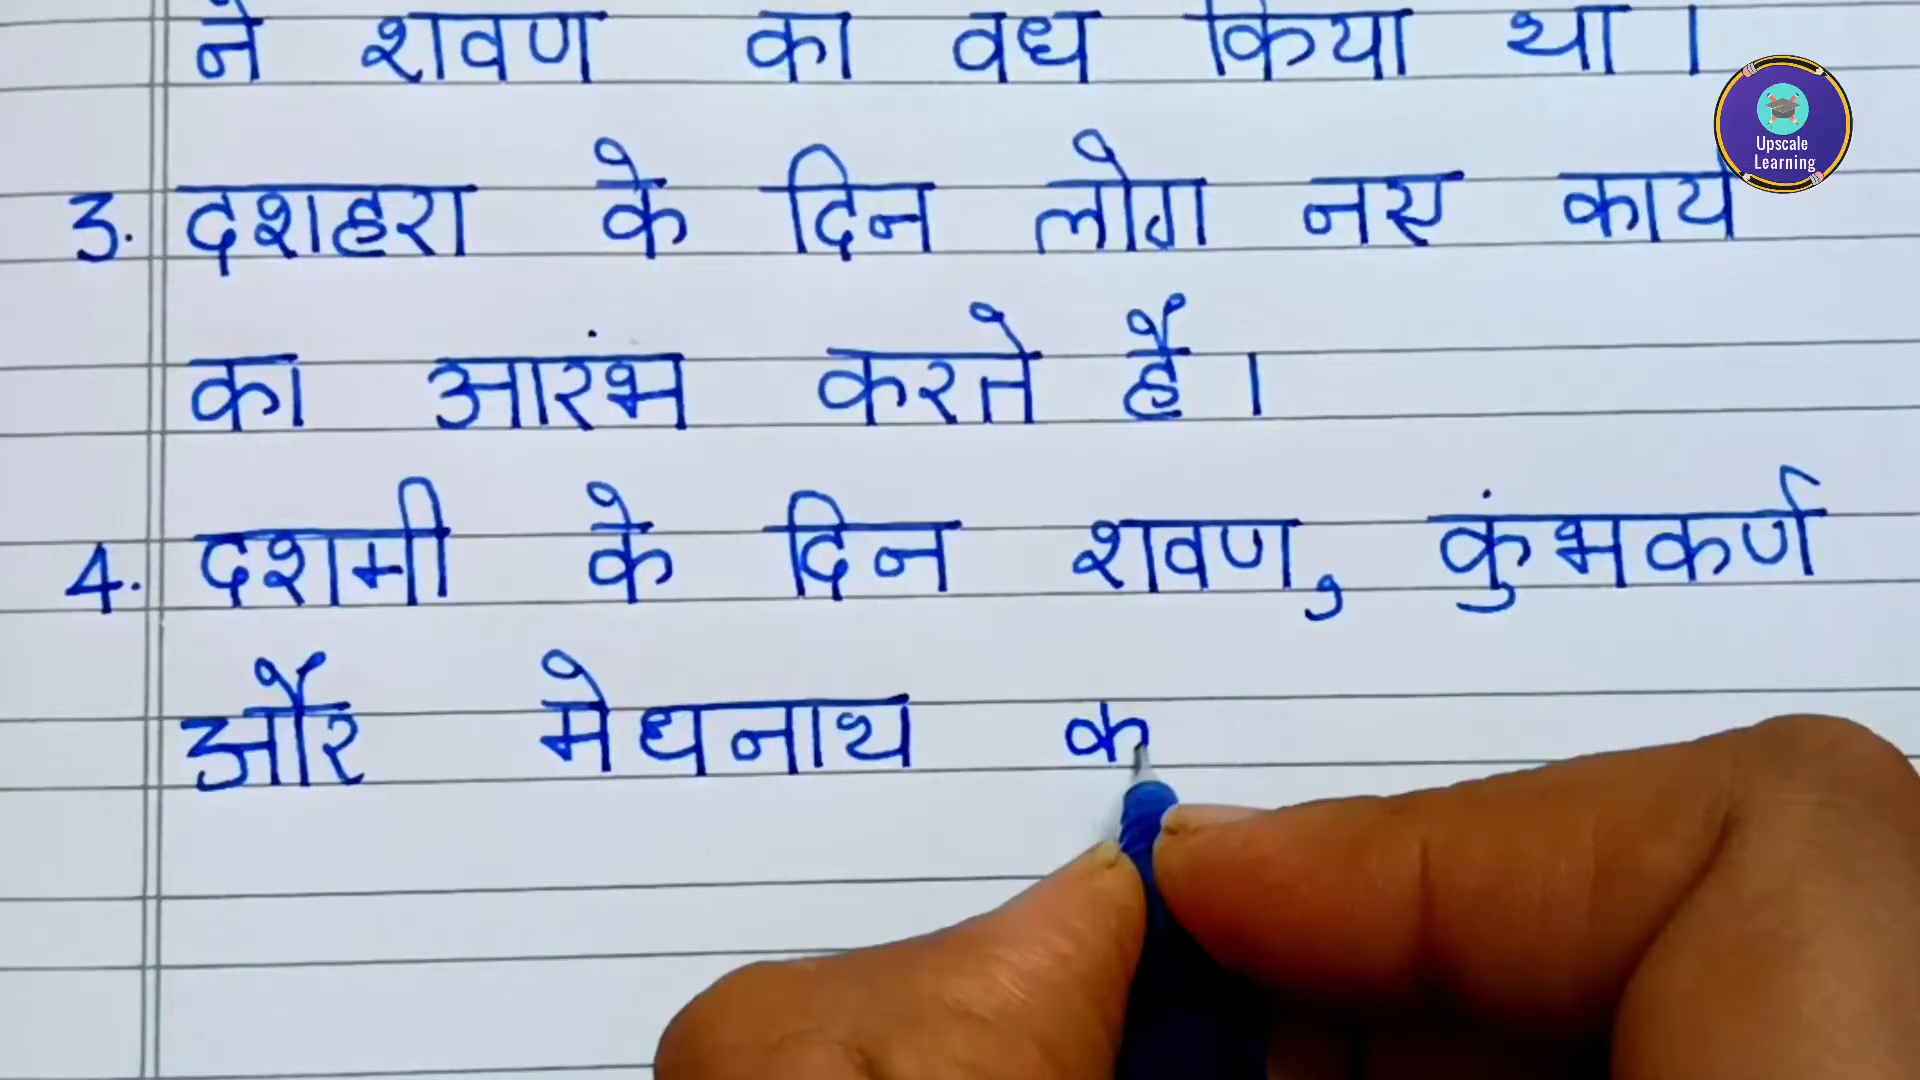 ने रावण का वध किया था ।
Upscale
Learning
3. दशहरा के दिन लोग नए कार्य
का आरंभ करते है ।
4. दशमी के दिन रावण, कुंभकर्ण
और मेघनाथ क